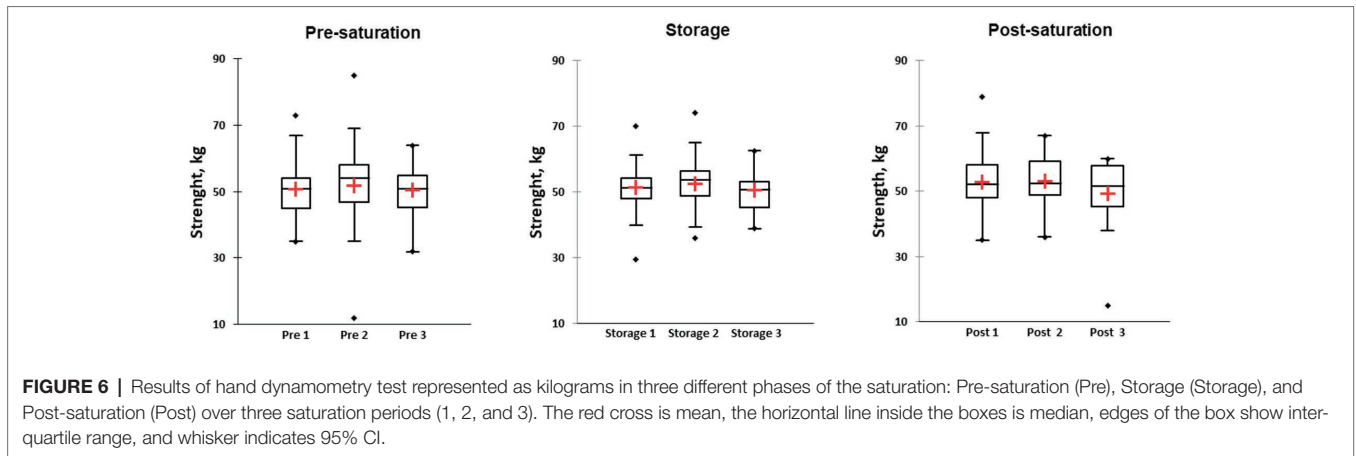 Pre-saturation
90
70
50
30
10
Strenght, kg
Pre 1 Pre 2 Pre 3
Storage
90
70
50
30
10
Strenght, kg
Storage 1 Storage 2 Storage 3
Post-saturation
90
70
50
30
10
Strength, kg
Post 1 Post 2 Post 3
FIGURE 6 | Results of hand dynamometry test represented as kilograms in three different phases of the saturation: Pre-saturation (Pre), Storage (Storage), and
Post-saturation (Post) over three saturation periods (1, 2, and 3). The red cross is mean, the horizontal line inside the boxes is median, edges of the box show inter-
quartile range, and whisker indicates 95% CI.